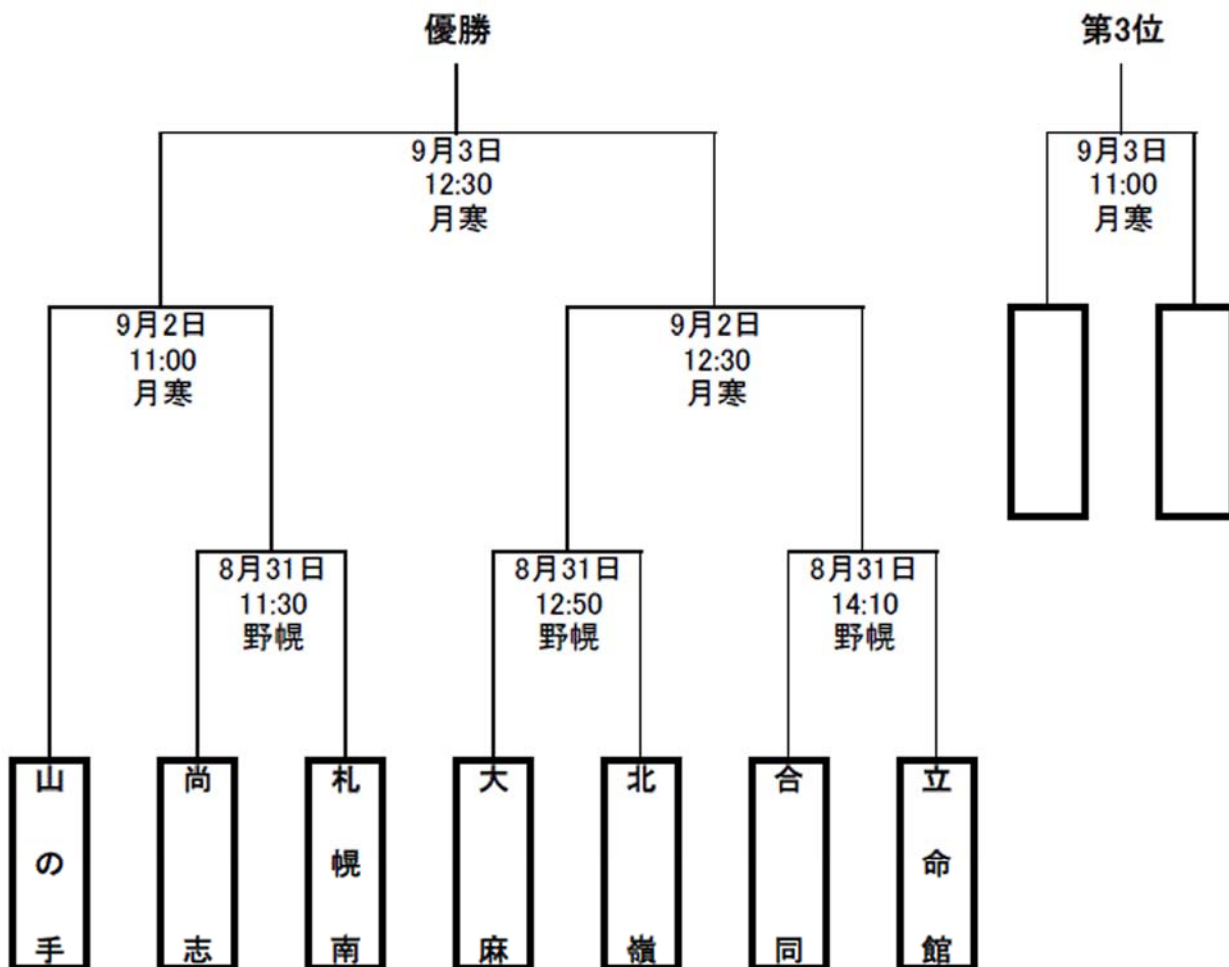 優勝
第3位
9月3日
12:30
月寒
9月3日
11:00
月寒
9月2日
11:00
月寒
9月2日
12:30
月寒
8月31日
11:30
野幌
8月31日
12:50
野幌
8月31日
14:10
野幌
山の手
尚志
札幌南
大麻
北嶺
合同
立命館